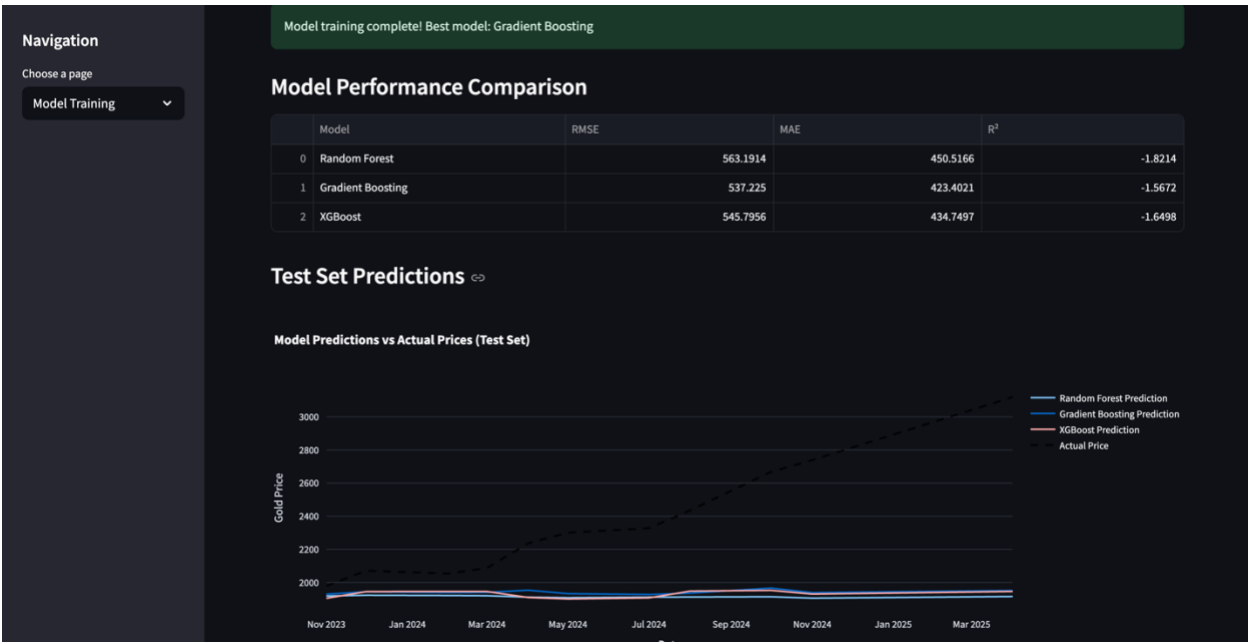 Navigation
Choose a page
Model Training
Model training complete! Best model: Gradient Boosting
Model Performance Comparison
Model RMSE MAE R²
0 Random Forest 563.1914 450.5166 -1.8214
1 Gradient Boosting 537.225 423.4021 -1.5672
2 XGBoost 545.7956 434.7497 -1.6498
Test Set Predictions
Model Predictions vs Actual Prices (Test Set)
Random Forest Prediction
Gradient Boosting Prediction
XGBoost Prediction
Actual Price
Gold Price
3000
2800
2600
2400
2200
2000
Nov 2023 Jan 2024 Mar 2024 May 2024 Jul 2024 Sep 2024 Nov 2024 Jan 2025 Mar 2025